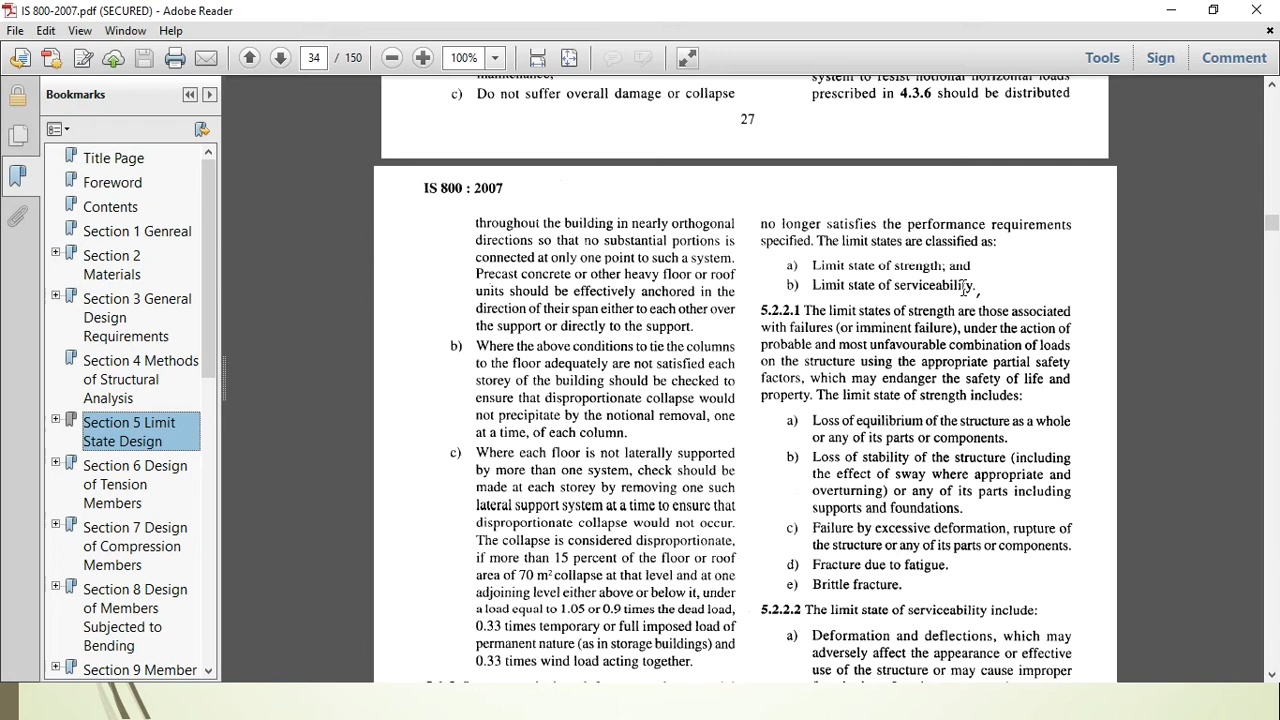 IS 800-2007.pdf (SECURED) - Adobe Reader
File Edit View Window Help
34 / 150
100%
Tools
Sign
Comment
Bookmarks
Title Page
Foreword
Contents
Section 1 Genreal
Section 2
Materials
Section 3 General
Design
Requirements
Section 4 Methods
of Structural
Analysis
Section 5 Limit
State Design
Section 6 Design
of Tension
Members
Section 7 Design
of Compression
Members
Section 8 Design
of Members
Subjected to
Bending
Section 9 Member
maintenance;
c) Do not suffer overall damage or collapse
system to resist notional horizontal loads
prescribed in 4.3.6 should be distributed
27
IS 800 : 2007
throughout the building in nearly orthogonal
directions so that no substantial portions is
connected at only one point to such a system.
Precast concrete or other heavy floor or roof
units should be effectively anchored in the
direction of their span either to each other over
the support or directly to the support.
b) Where the above conditions to tie the columns
to the floor adequately are not satisfied each
storey of the building should be checked to
ensure that disproportionate collapse would
not precipitate by the notional removal, one
at a time, of each column.
c) Where each floor is not laterally supported
by more than one system, check should be
made at each storey by removing one such
lateral support system at a time to ensure that
disproportionate collapse would not occur.
The collapse is considered disproportionate,
if more than 15 percent of the floor or roof
area of 70 m² collapse at that level and at one
adjoining level either above or below it, under
a load equal to 1.05 or 0.9 times the dead load,
0.33 times temporary or full imposed load of
permanent nature (as in storage buildings) and
0.33 times wind load acting together.
no longer satisfies the performance requirements
specified. The limit states are classified as:
a) Limit state of strength; and
b) Limit state of serviceability.
5.2.2.1 The limit states of strength are those associated
with failures (or imminent failure), under the action of
probable and most unfavourable combination of loads
on the structure using the appropriate partial safety
factors, which may endanger the safety of life and
property. The limit state of strength includes:
a) Loss of equilibrium of the structure as a whole
or any of its parts or components.
b) Loss of stability of the structure (including
the effect of sway where appropriate and
overturning) or any of its parts including
supports and foundations.
c) Failure by excessive deformation, rupture of
the structure or any of its parts or components.
d) Fracture due to fatigue.
e) Brittle fracture.
5.2.2.2 The limit state of serviceability include:
a) Deformation and deflections, which may
adversely affect the appearance or effective
use of the structure or may cause improper